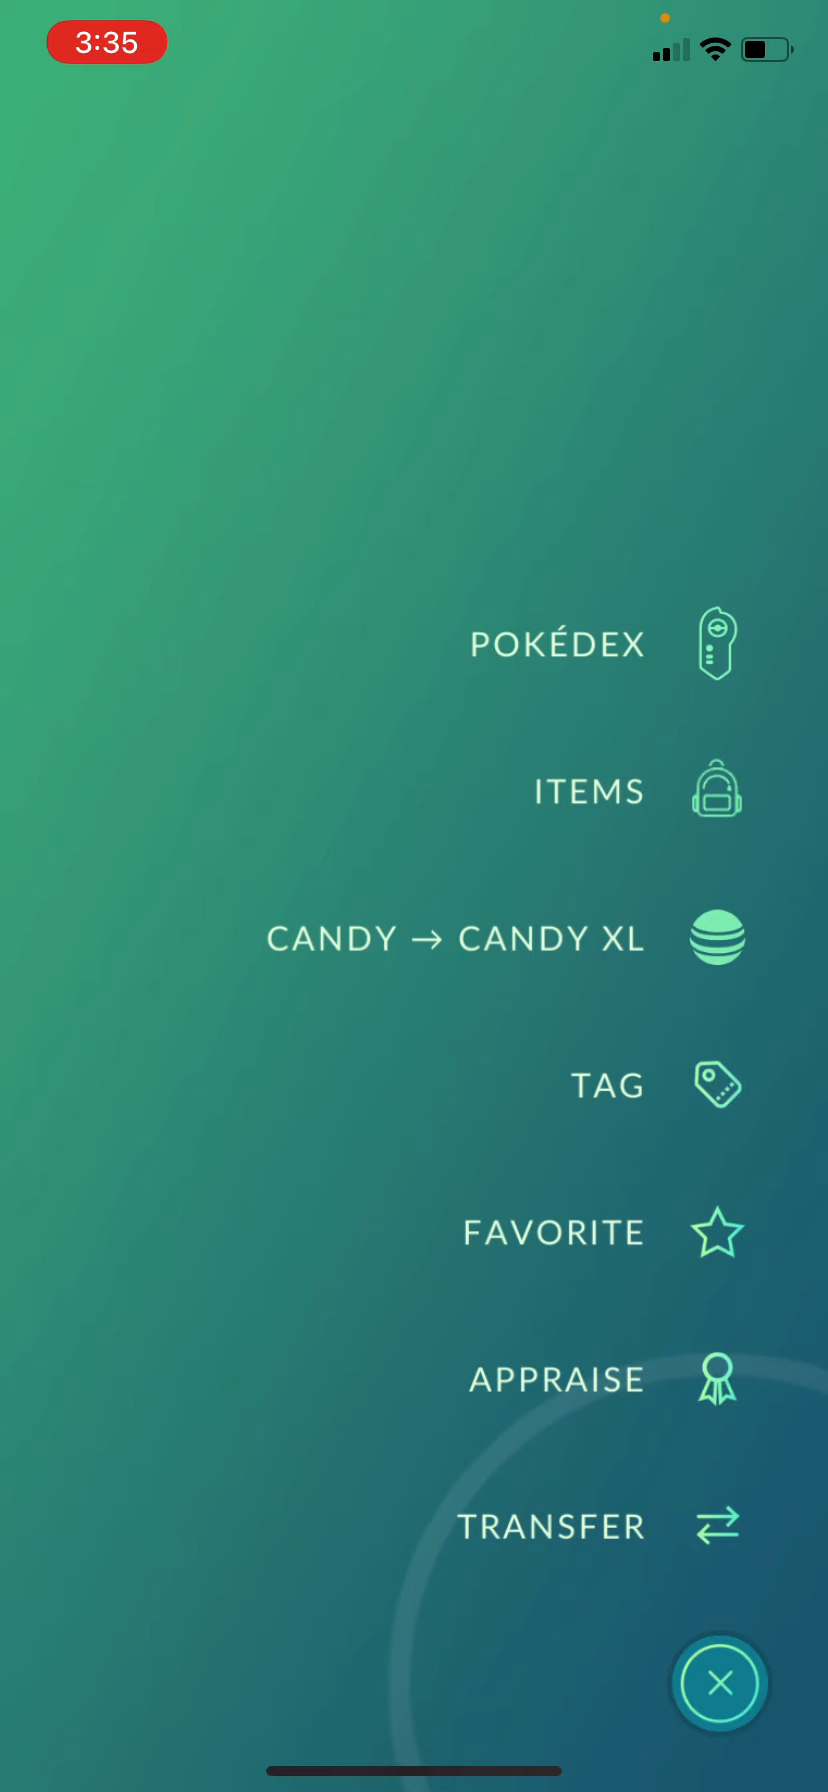 3:35
POKÉDEX
ITEMS
CANDY → CANDY XL
TAG
FAVORITE
APPRAISE
TRANSFER